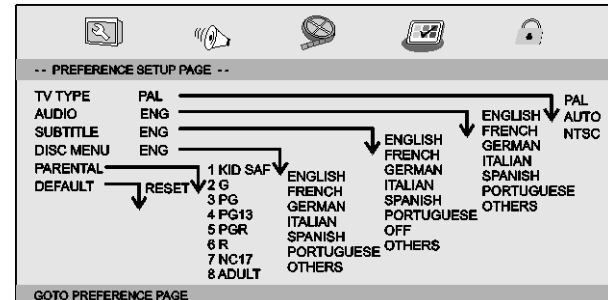 -- PREFERENCE SETUP PAGE --
TV TYPE PAL
AUDIO ENG
SUBTITLE ENG
DISC MENU ENG
PARENTAL
DEFAULT RESET
1 KID SAF
2 G
3 PG
4 PG13
5 PGR
6 R
7 NC17
8 ADULT
ENGLISH
FRENCH
GERMAN
ITALIAN
SPANISH
PORTUGUESE
OTHERS
ENGLISH
FRENCH
GERMAN
ITALIAN
SPANISH
PORTUGUESE
OFF
OTHERS
ENGLISH
FRENCH
GERMAN
ITALIAN
SPANISH
PORTUGUESE
OTHERS
PAL
AUTO
NTSC
GOTO PREFERENCE PAGE